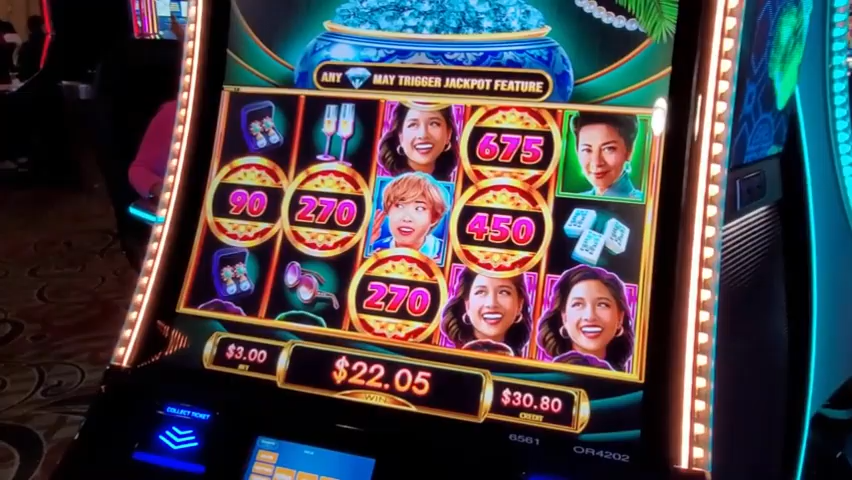 ANY MAY TRIGGER JACKPOT FEATURE
675
90
270
450
270
$3.00
BET
$22.05
WIN
$30.80
CREDIT
6561
OR4202
COLLECT TICKET